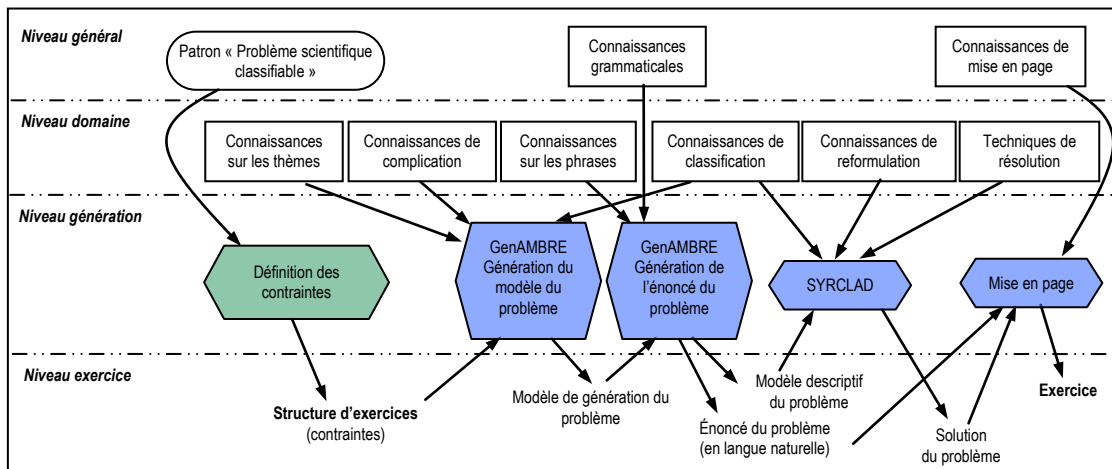 Niveau général
Patron « Problème scientifique
classifiable »
Connaissances
grammaticales
Connaissances de
mise en page
Niveau domaine
Connaissances
sur les thèmes
Connaissances de
complication
Connaissances
sur les phrases
Connaissances
de classification
Connaissances
de reformulation
Techniques de
résolution
Niveau génération
Définition des
contraintes
GenAMBRE
Génération du
modèle du
problème
GenAMBRE
Génération de
l’énoncé du
problème
SYRCLAD
Mise en page
Niveau exercice
Structure d’exercices
(contraintes)
Modèle de génération du
problème
Modèle descriptif
du problème
Énoncé du problème
(en langue naturelle)
Solution
du problème
Exercice